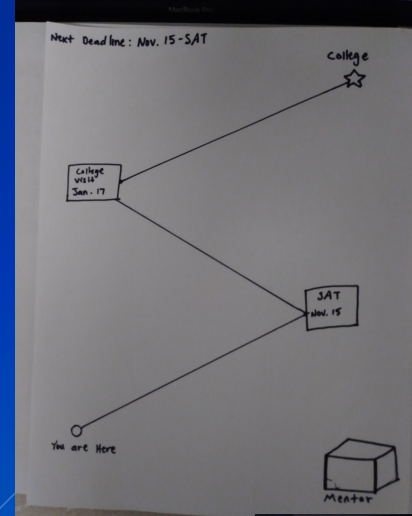 Next Deadline: Nov. 15-SAT
College
College
Visit
Jan. 17
SAT
Nov. 15
You are Here
Mentor